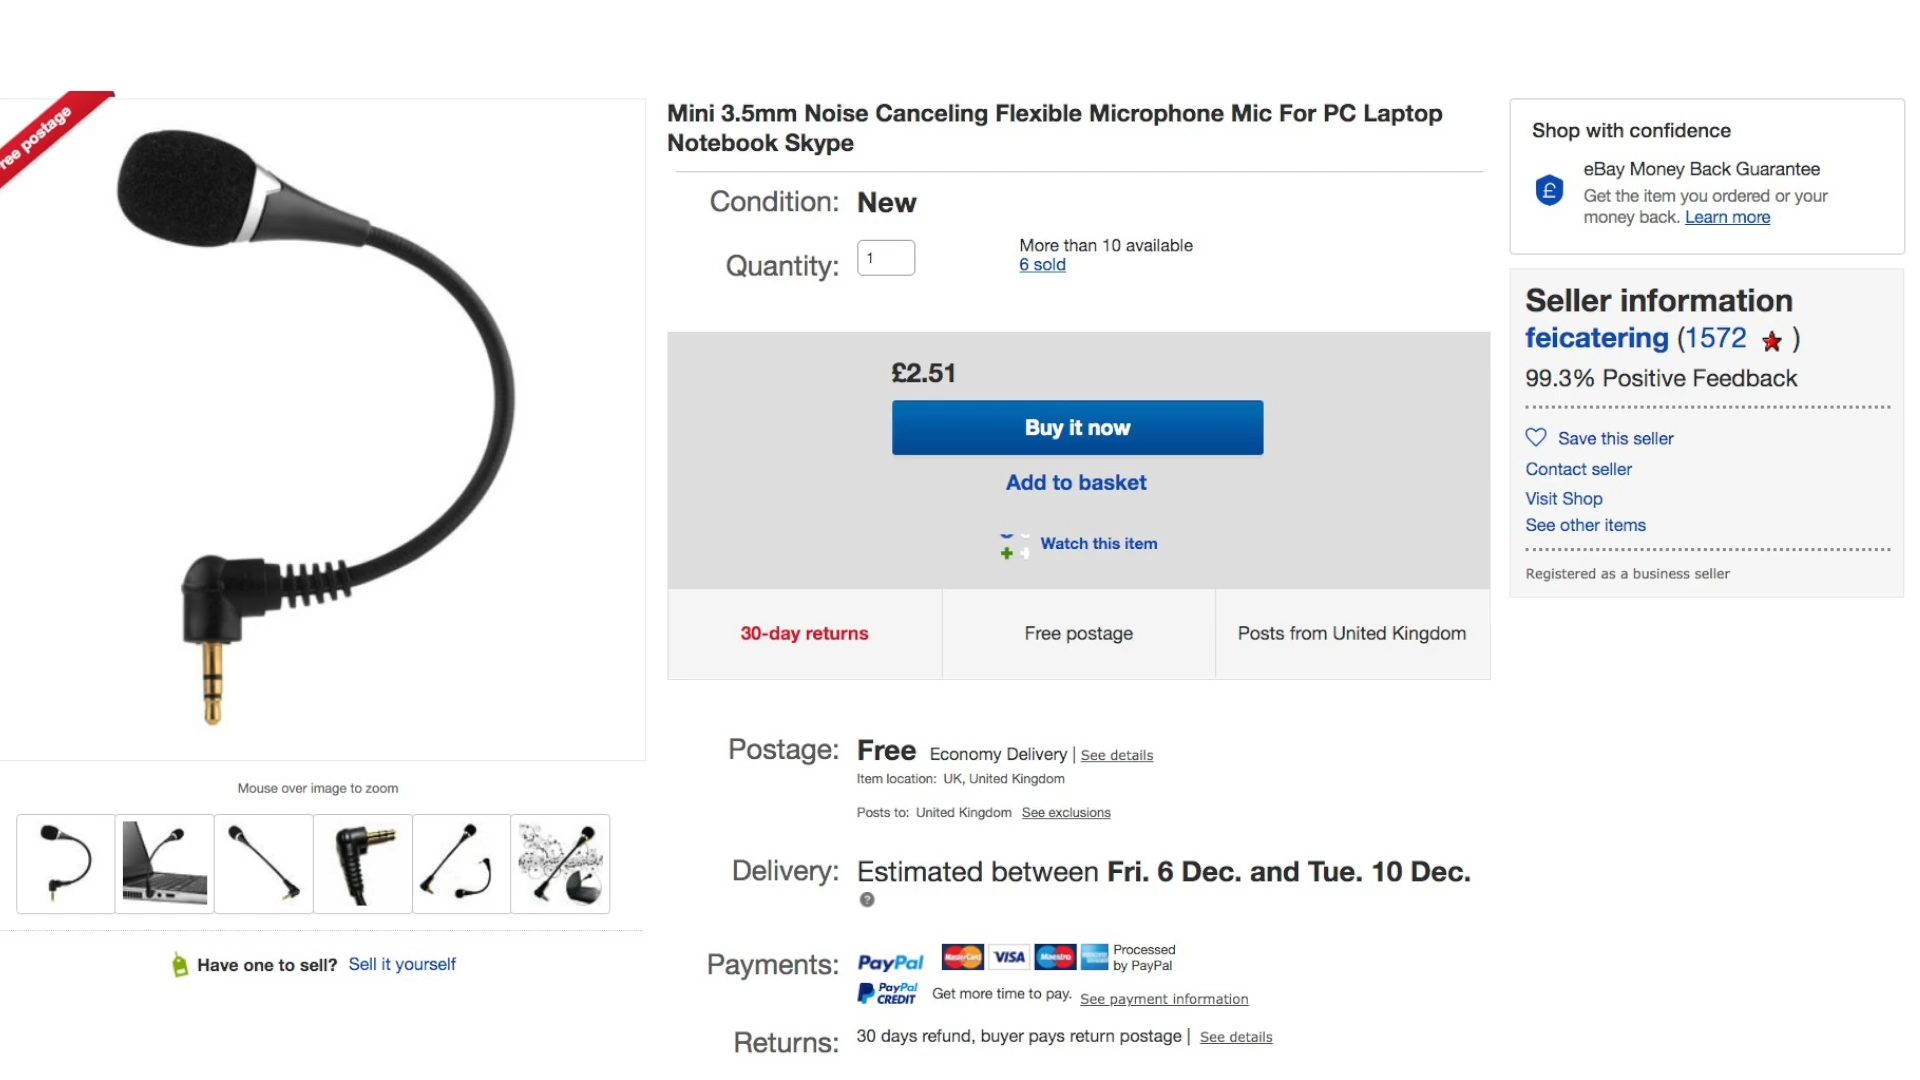 ree postage
Mini 3.5mm Noise Canceling Flexible Microphone Mic For PC Laptop
Notebook Skype
Condition: New
Quantity: 1
More than 10 available
6 sold
£2.51
Buy it now
Add to basket
Watch this item
30-day returns
Free postage
Posts from United Kingdom
Postage: Free Economy Delivery | See details
Item location: UK, United Kingdom
Posts to: United Kingdom See exclusions
Delivery: Estimated between Fri. 6 Dec. and Tue. 10 Dec.
?
Payments: PayPal MasterCard VISA Maestro Processed
by PayPal
PayPal
CREDIT Get more time to pay. See payment information
Returns: 30 days refund, buyer pays return postage | See details
Mouse over image to zoom
Have one to sell? Sell it yourself
Shop with confidence
eBay Money Back Guarantee
£
Get the item you ordered or your
money back. Learn more
Seller information
feicatering (1572 )
99.3% Positive Feedback
Save this seller
Contact seller
Visit Shop
See other items
Registered as a business seller